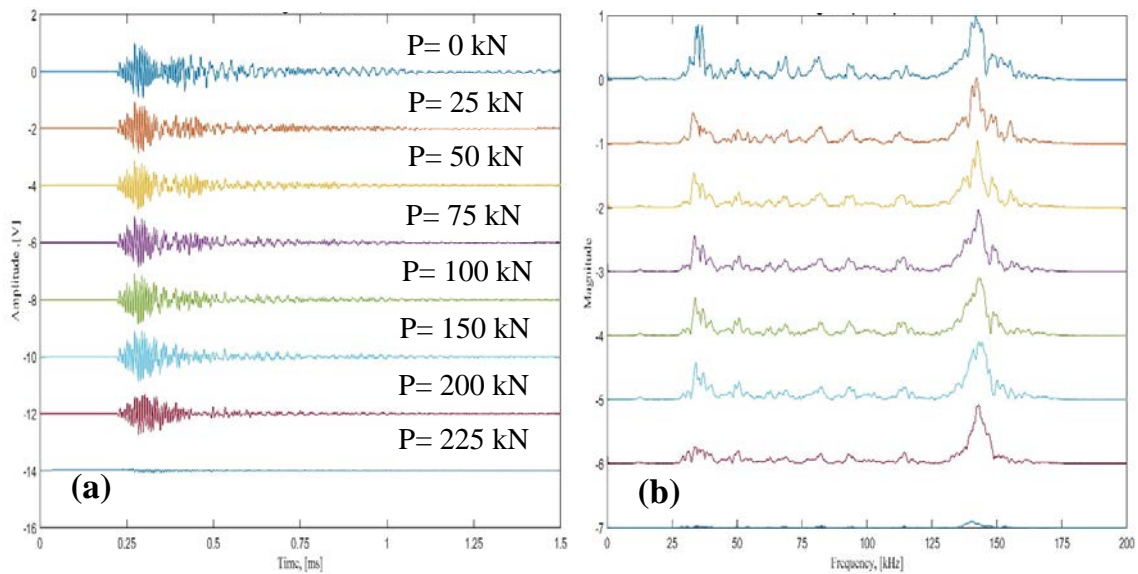 2
0
-2
-4
-6
-8
-10
-12
-14
-16
Amplitude ,[V]
P= 0 kN
P= 25 kN
P= 50 kN
P= 75 kN
P= 100 kN
P= 150 kN
P= 200 kN
P= 225 kN
(a)
0 0.25 0.5 0.75 1 1.25 1.5
Time, [ms]
1
0
-1
-2
-3
-4
-5
-6
-7
Magnitude
(b)
0 25 50 75 100 125 150 175 200
Frequency, [kHz]